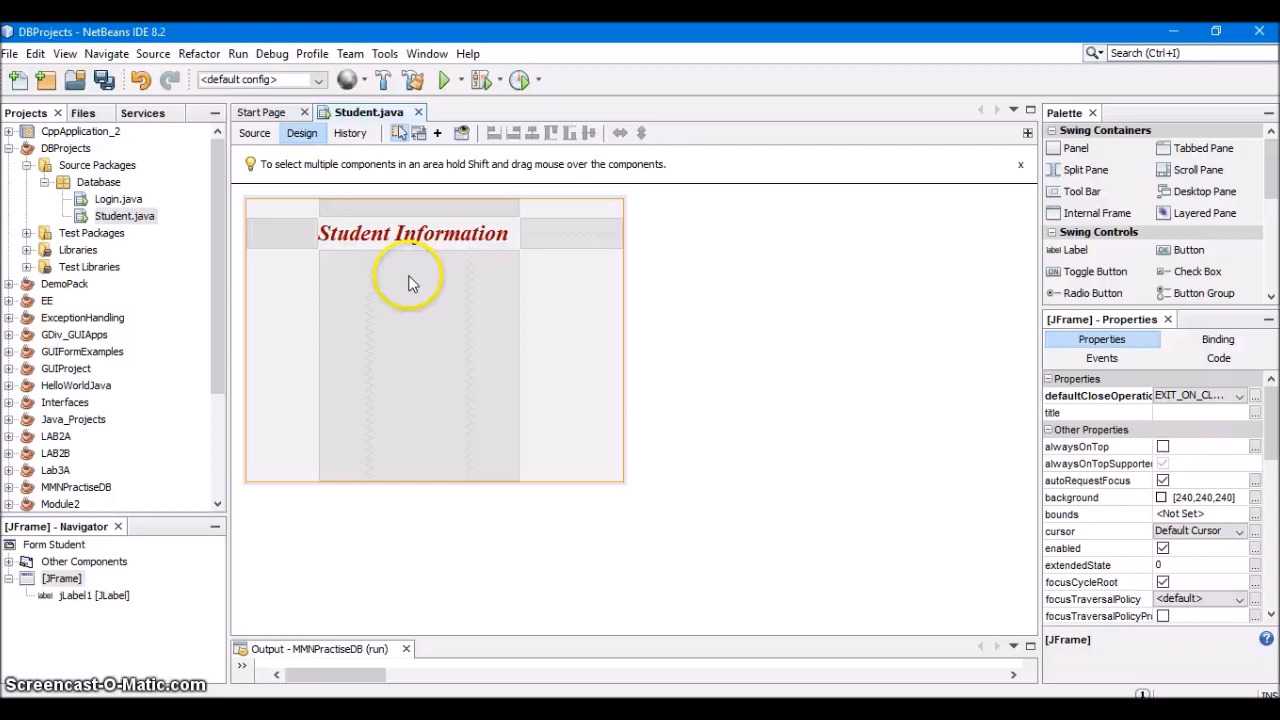 DBProjects - NetBeans IDE 8.2
File Edit View Navigate Source Refactor Run Debug Profile Team Tools Window Help
Search (Ctrl+I)
<default config>
Projects Files Services
CppApplication_2
DBProjects
Source Packages
Database
Login.java
Student.java
Test Packages
Libraries
Test Libraries
DemoPack
EE
ExceptionHandling
GDiv_GUIApps
GUIFormExamples
GUIProject
HelloWorldJava
Interfaces
Java_Projects
LAB2A
LAB2B
Lab3A
MMNPractiseDB
Module2
[JFrame] - Navigator
Form Student
Other Components
[JFrame]
jLabel1 [JLabel]
Start Page Student.java
Source Design History
To select multiple components in an area hold Shift and drag mouse over the components.
x
Student Information
Output - MMNPractiseDB (run)
Palette
Swing Containers
Panel Tabbed Pane
Split Pane Scroll Pane
Tool Bar Desktop Pane
Internal Frame Layered Pane
Swing Controls
Label Button
Toggle Button Check Box
Radio Button Button Group
[JFrame] - Properties
Properties Binding
Events Code
Properties
defaultCloseOperatic EXIT_ON_CL...
title
Other Properties
alwaysOnTop
alwaysOnTopSupporte
autoRequestFocus
background [240,240,240]
bounds <Not Set>
cursor Default Cursor
enabled
extendedState 0
focusCycleRoot
focusTraversalPolicy <default>
focusTraversalPolicyPr
[JFrame]
1 INS
Screencast-O-Matic.com